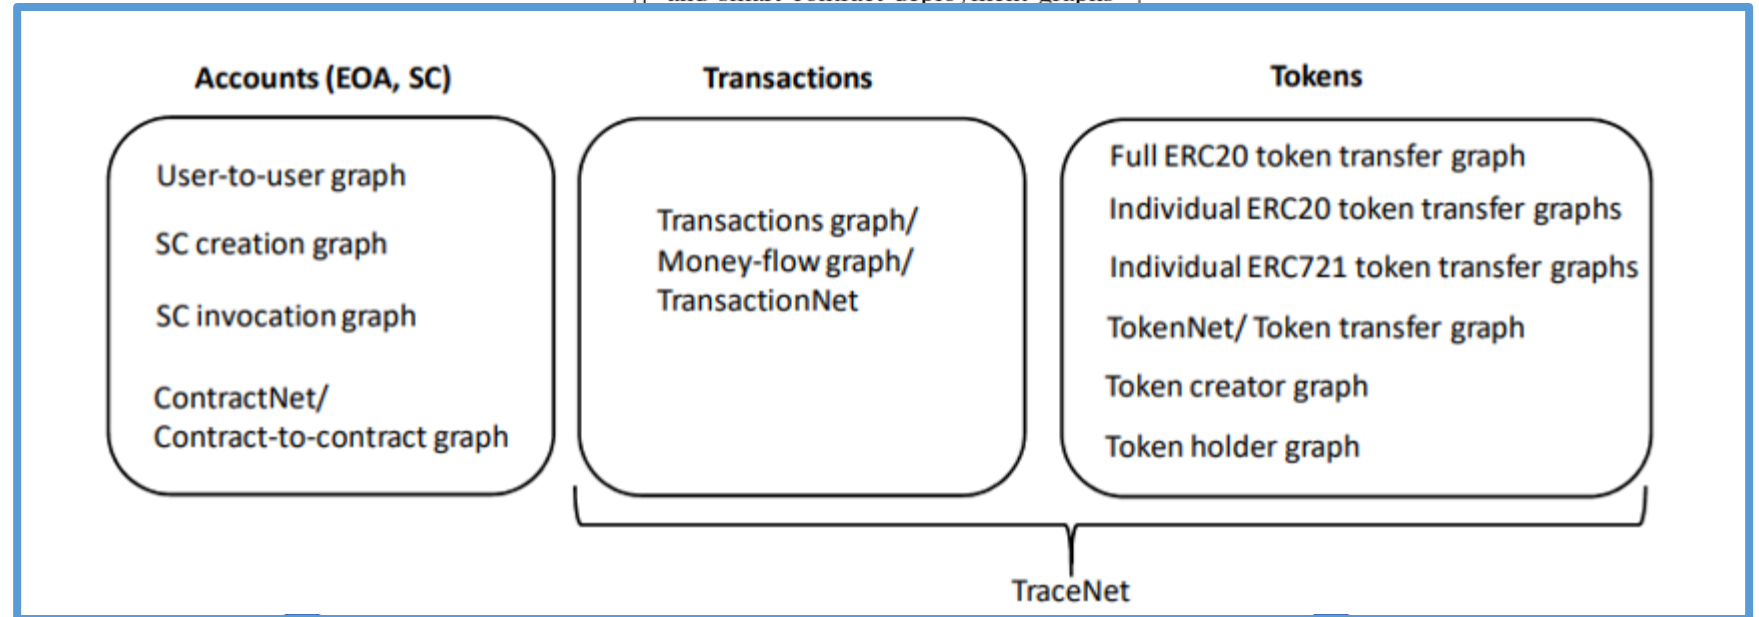 Accounts (EOA, SC)
User-to-user graph
SC creation graph
SC invocation graph
ContractNet/
Contract-to-contract graph
Transactions
Transactions graph/
Money-flow graph/
TransactionNet
Tokens
Full ERC20 token transfer graph
Individual ERC20 token transfer graphs
Individual ERC721 token transfer graphs
TokenNet/ Token transfer graph
Token creator graph
Token holder graph
TraceNet